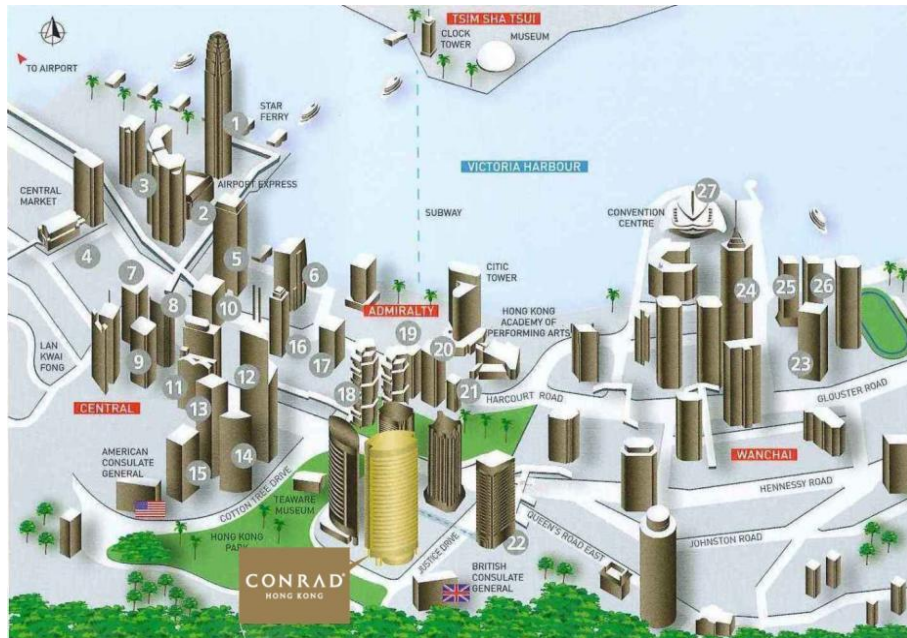 TSIM SHA TSUI
CLOCK
TOWER
MUSEUM
TO AIRPORT
1
STAR
FERRY
VICTORIA HARBOUR
3
AIRPORT EXPRESS
CENTRAL
MARKET
2
SUBWAY
27
CONVENTION
CENTRE
4
5
6
7
8
10
CITIC
TOWER
24
25
26
ADMIRALTY
HONG KONG
ACADEMY OF
PERFORMING ARTS
LAN
KWAI
FONG
9
16
17
19
20
23
11
12
13
18
21
HARCOURT ROAD
GLOUSTER ROAD
CENTRAL
14
15
AMERICAN
CONSULATE
GENERAL
COTTON TREE DRIVE
TEAWARE
MUSEUM
WANCHAI
HENNESSY ROAD
HONG KONG
PARK
JUSTICE DRIVE
22
QUEEN'S ROAD EAST
JOHNSTON ROAD
BRITISH
CONSULATE
GENERAL
CONRAD
HONG KONG